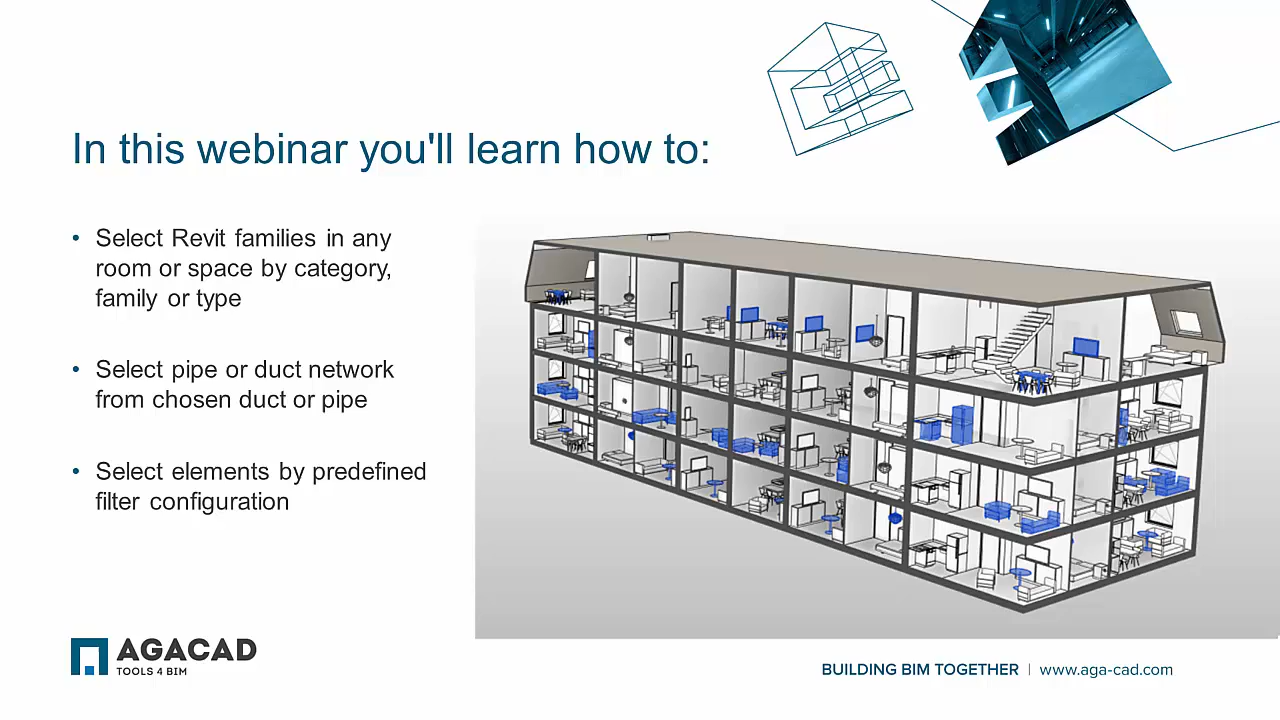 In this webinar you'll learn how to:
• Select Revit families in any
room or space by category,
family or type
• Select pipe or duct network
from chosen duct or pipe
• Select elements by predefined
filter configuration
AGACAD
TOOLS 4 BIM
BUILDING BIM TOGETHER | www.aga-cad.com